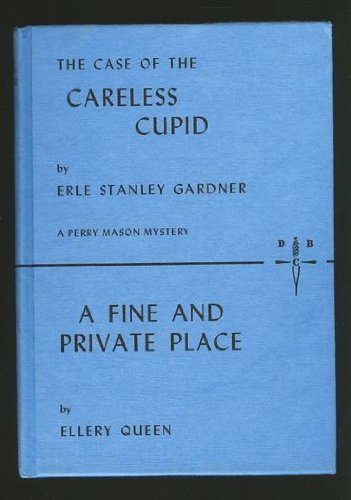 THE CASE OF THE
CARELESS
CUPID
by
ERLE STANLEY GARDNER
A PERRY MASON MYSTERY
D B
C
A FINE AND
PRIVATE PLACE
by
ELLERY QUEEN